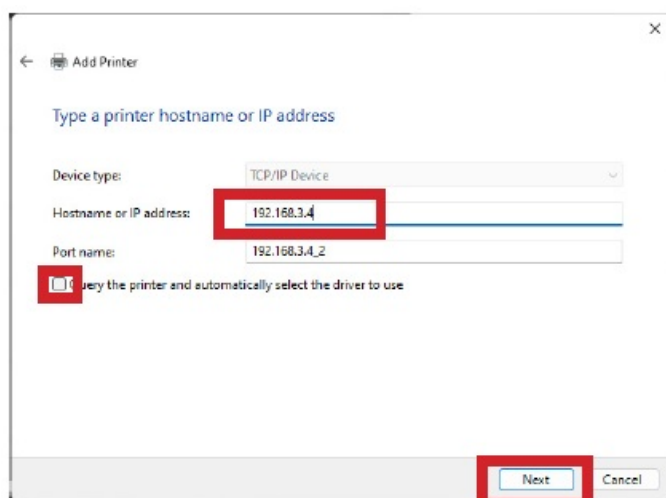 Add Printer
Type a printer hostname or IP address
Device type: TCP/IP Device
Hostname or IP address: 192.168.3.4
Port name: 192.168.3.4_2
Query the printer and automatically select the driver to use
Next Cancel